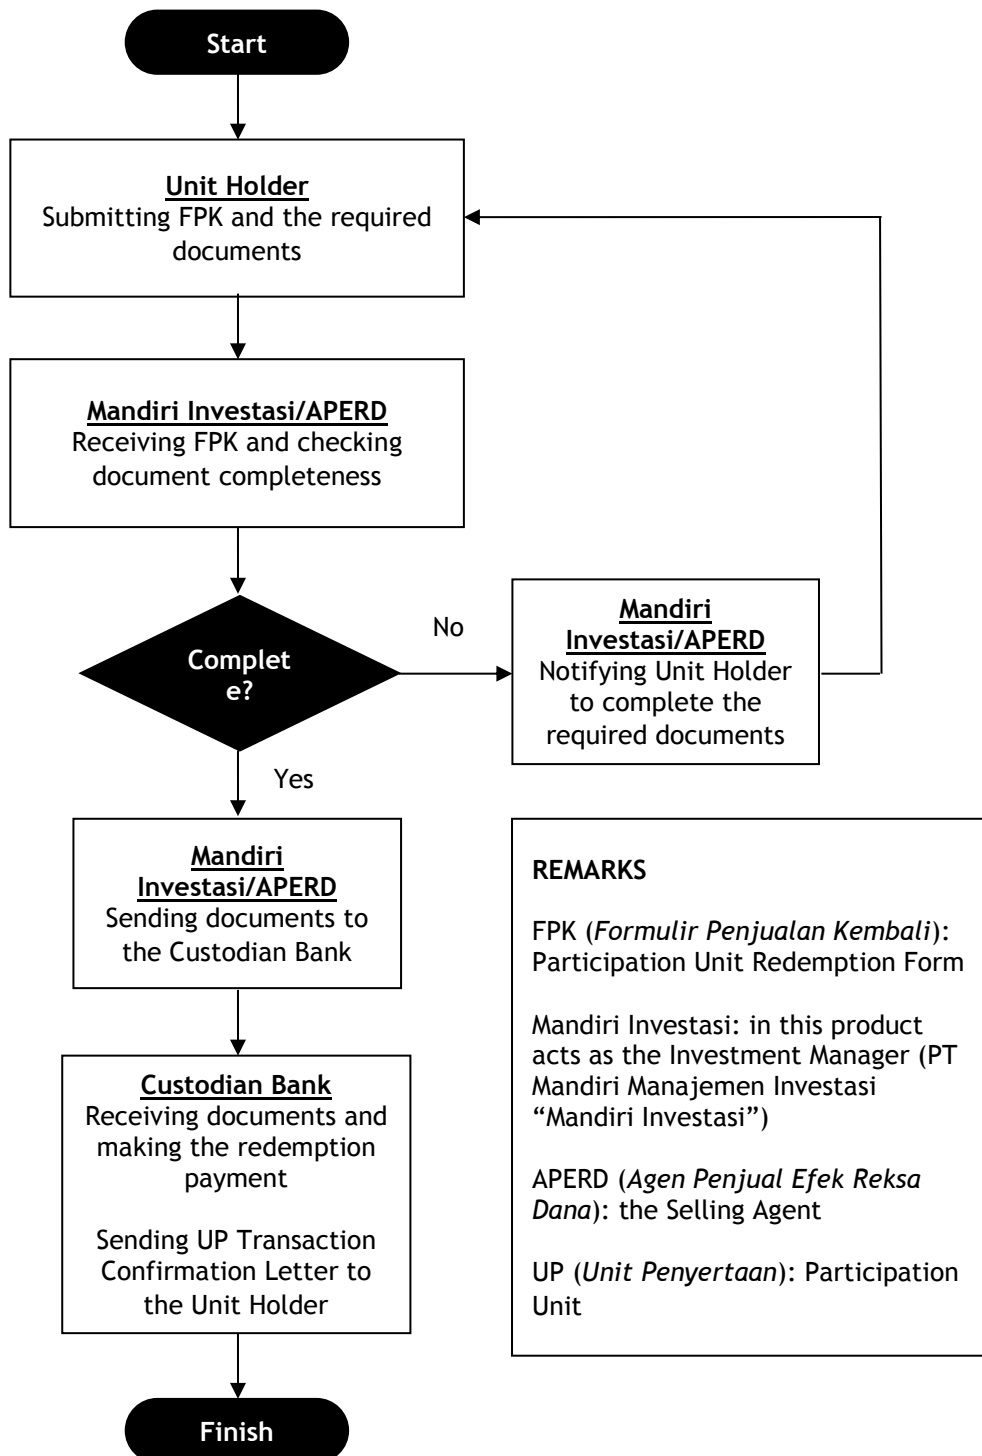 Start
Unit Holder
Submitting FPK and the required
documents
Mandiri Investasi/APERD
Receiving FPK and checking
document completeness
Complet
e?
No
Mandiri
Investasi/APERD
Notifying Unit Holder
to complete the
required documents
Yes
Mandiri
Investasi/APERD
Sending documents to
the Custodian Bank
Custodian Bank
Receiving documents and
making the redemption
payment
Sending UP Transaction
Confirmation Letter to
the Unit Holder
Finish
REMARKS
FPK (Formulir Penjualan Kembali):
Participation Unit Redemption Form
Mandiri Investasi: in this product
acts as the Investment Manager (PT
Mandiri Manajemen Investasi
“Mandiri Investasi”)
APERD (Agen Penjual Efek Reksa
Dana): the Selling Agent
UP (Unit Penyertaan): Participation
Unit